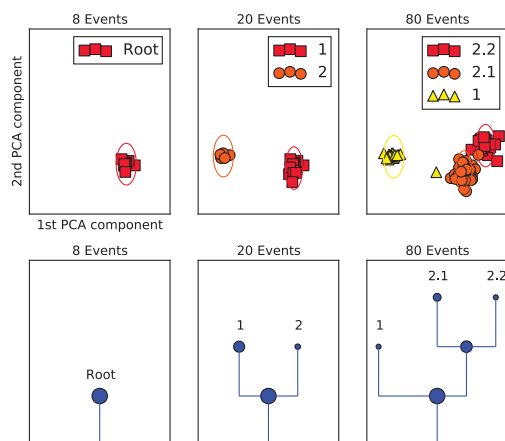 8 Events
20 Events
80 Events
Root
1
2
2.2
2.1
1
2nd PCA component
1st PCA component
8 Events
20 Events
80 Events
Root
1
2
1
2.1
2.2